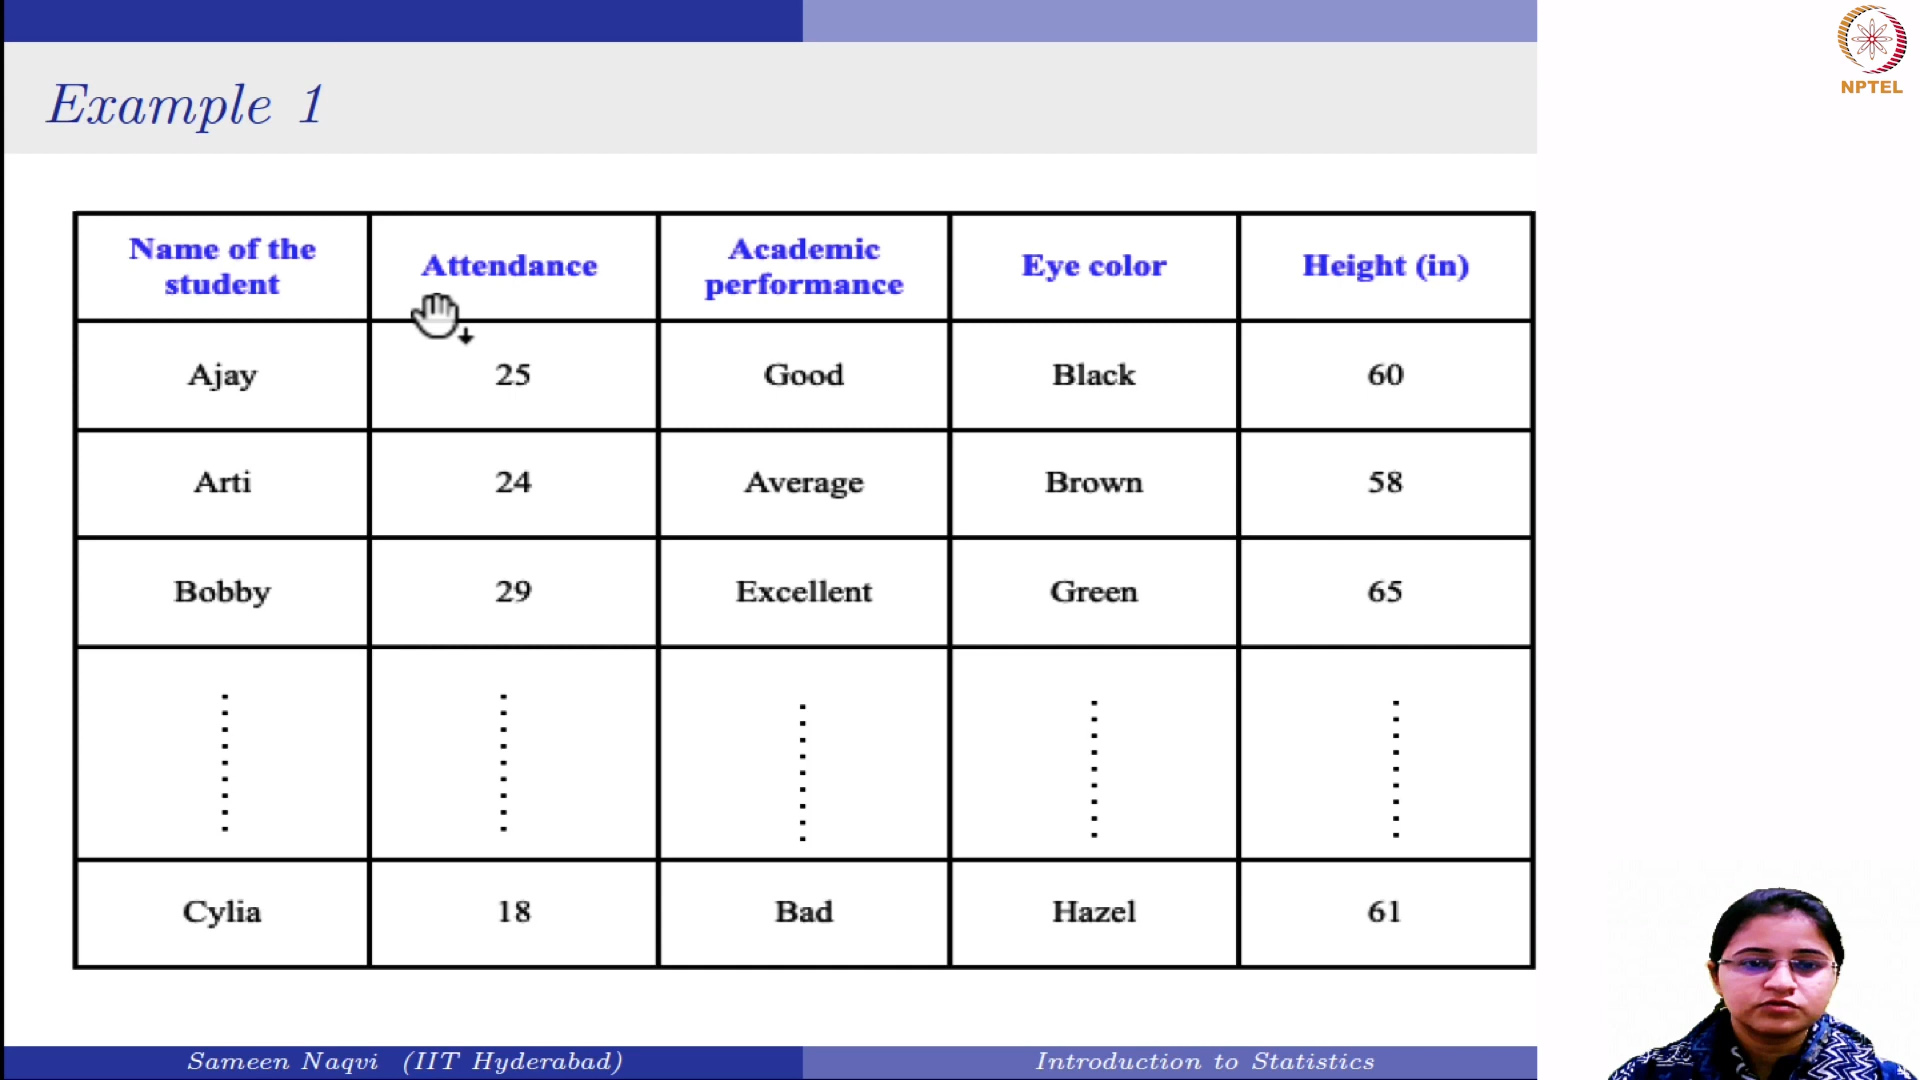 NPTEL
Example 1
Name of the student
Attendance
Academic performance
Eye color
Height (in)
Ajay
25
Good
Black
60
Arti
24
Average
Brown
58
Bobby
29
Excellent
Green
65
Cylia
18
Bad
Hazel
61
Sameen Naqvi (IIT Hyderabad)
Introduction to Statistics